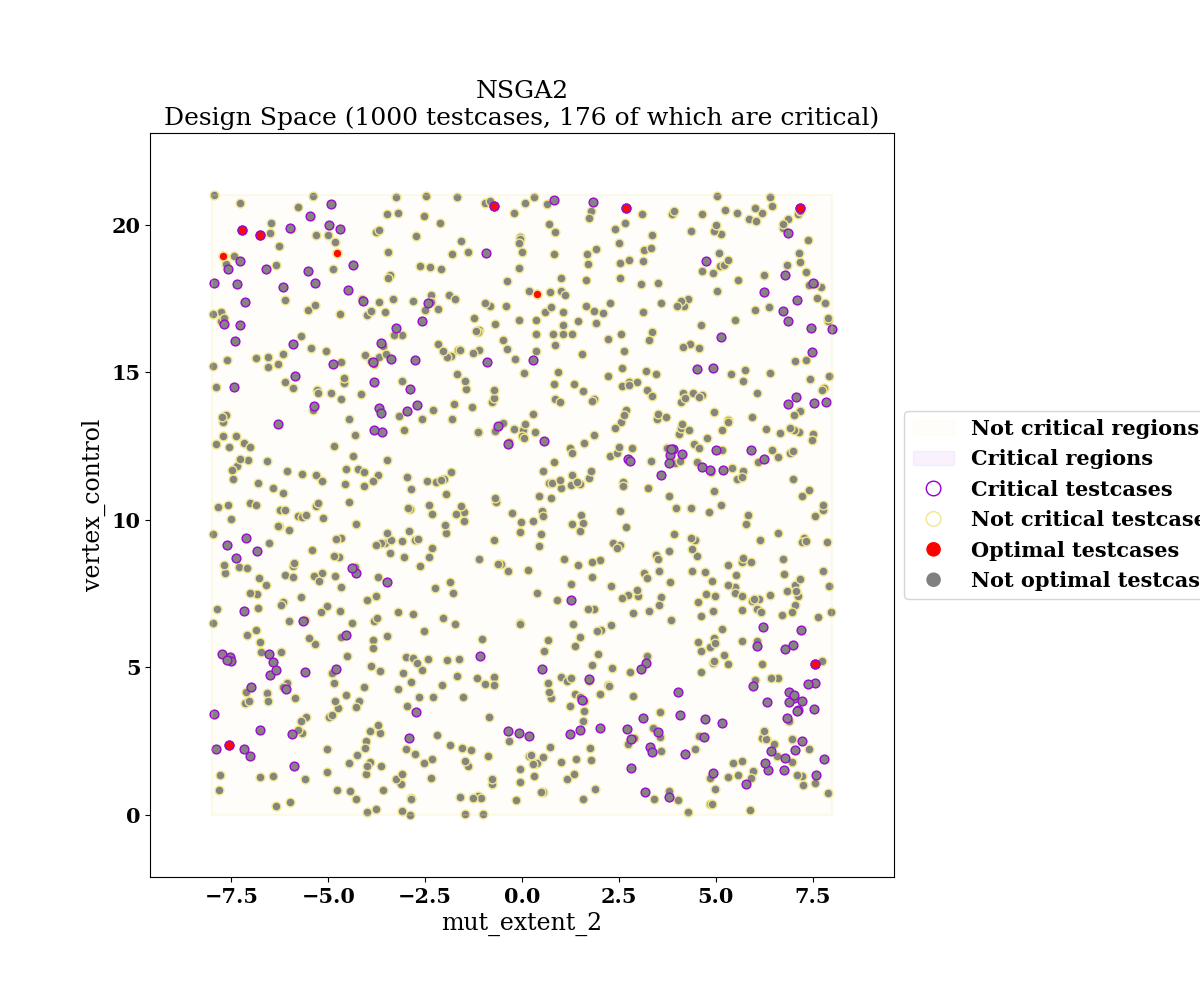 NSGA2
Design Space (1000 testcases, 176 of which are critical)
20
15
10
5
0
vertex_control
−7.5
−5.0
−2.5
0.0
2.5
5.0
7.5
mut_extent_2
Not critical regions
Critical regions
Critical testcases
Not critical testcase
Optimal testcases
Not optimal testcas